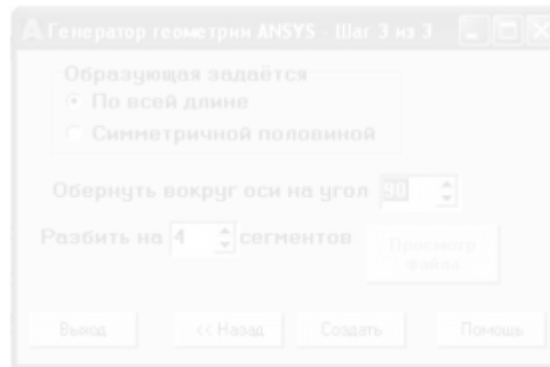 Генератор геометрии ANSYS - Шаг 3 из 3
Образующая задаётся
По всей длине
Симметричной половиной
Обернуть вокруг оси на угол 90
Разбить на 4 сегментов
Просмотр
файла
Выход << Назад Создать Помощь